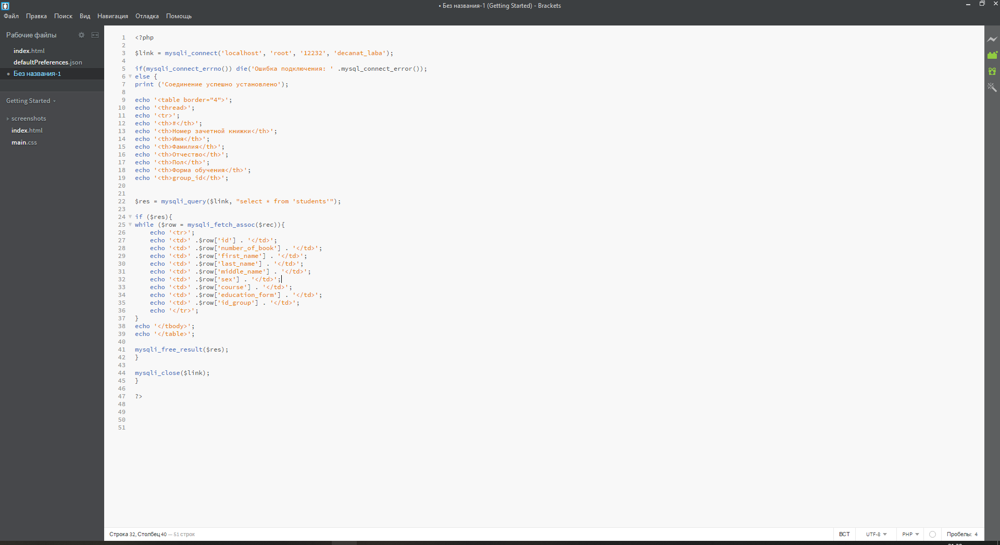 • Без названия-1 (Getting Started) - Brackets
Файл Правка Поиск Вид Навигация Отладка Помощь
Рабочие файлы
index.html
defaultPreferences.json
• Без названия-1
Getting Started
screenshots
index.html
main.css
1 <?php
2
3 $link = mysqli_connect('localhost', 'root', '12232', 'decanat_laba');
4
5 if(mysqli_connect_errno()) die('Ошибка подключения: ' .mysql_connect_error());
6 else {
7 print ('Соединение успешно установлено');
8
9 echo '<table border="4">';
10 echo '<thread>';
11 echo '<tr>';
12 echo '<th>#</th>';
13 echo '<th>Номер зачетной книжки</th>';
14 echo '<th>Имя</th>';
15 echo '<th>Фамилия</th>';
16 echo '<th>Отчество</th>';
17 echo '<th>Пол</th>';
18 echo '<th>Форма обучения</th>';
19 echo '<th>group_id</th>';
20
21
22 $res = mysqli_query($link, "select * from 'students'");
23
24 if ($res){
25 while ($row = mysqli_fetch_assoc($rec)){
26     echo '<tr>';
27     echo '<td>' .$row['id'] . '</td>';
28     echo '<td>' .$row['number_of_book'] . '</td>';
29     echo '<td>' .$row['first_name'] . '</td>';
30     echo '<td>' .$row['last_name'] . '</td>';
31     echo '<td>' .$row['middle_name'] . '</td>';
32     echo '<td>' .$row['sex'] . '</td>';
33     echo '<td>' .$row['course'] . '</td>';
34     echo '<td>' .$row['education_form'] . '</td>';
35     echo '<td>' .$row['id_group'] . '</td>';
36     echo '</tr>';
37 }
38 echo '</tbody>';
39 echo '</table>';
40
41 mysqli_free_result($res);
42 }
43
44 mysqli_close($link);
45 }
46
47 ?>
48
49
50
51
Строка 32, Столбец 40 — 51 строк
ВСТ UTF-8 PHP Пробелы: 4